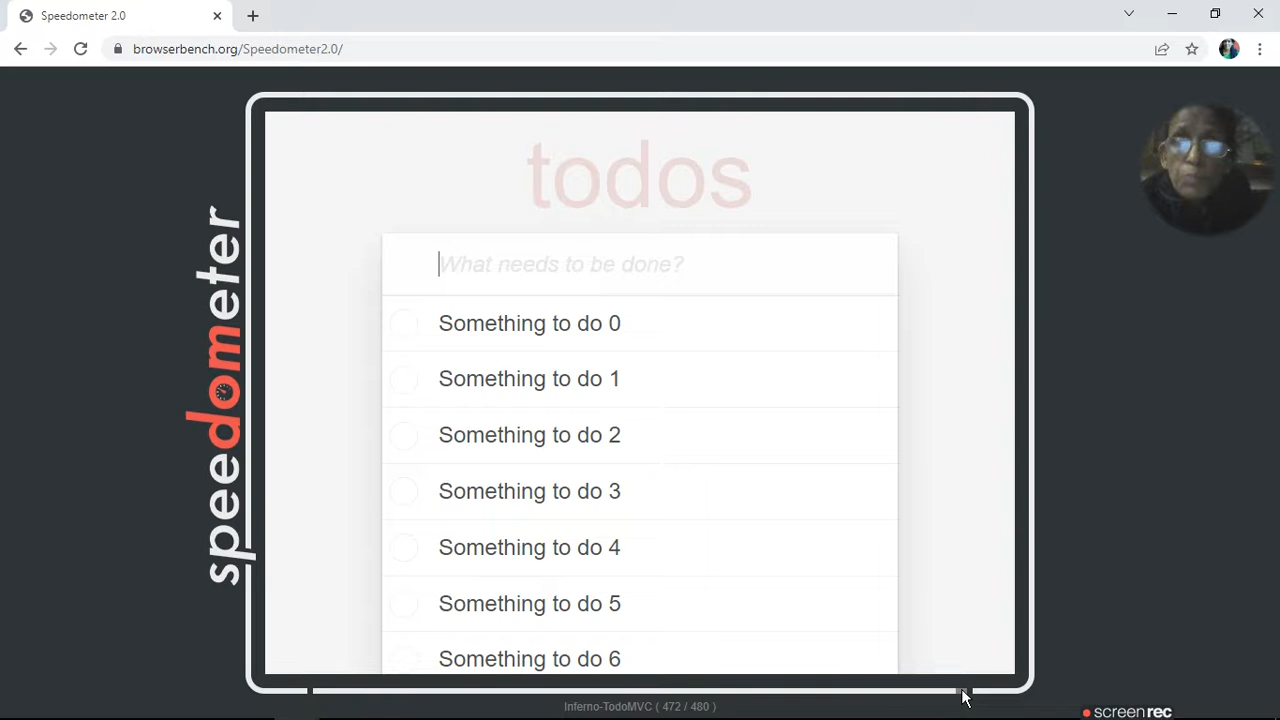 Speedometer 2.0
browserbench.org/Speedometer2.0/
todos
What needs to be done?
Something to do 0
Something to do 1
Something to do 2
Something to do 3
Something to do 4
Something to do 5
Something to do 6
speedometer
Inferno-TodoMVC ( 472 / 480 )
screenrec